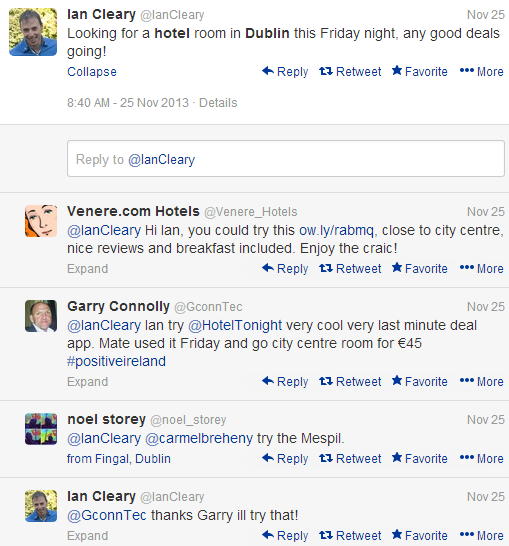 Ian Cleary @IanCleary Nov 25
Looking for a hotel room in Dublin this Friday night, any good deals
going!
Collapse Reply Retweet Favorite More
8:40 AM - 25 Nov 2013 · Details
Reply to @IanCleary
Venere.com Hotels @Venere_Hotels Nov 25
@IanCleary Hi Ian, you could try this ow.ly/rabmq, close to city centre,
nice reviews and breakfast included. Enjoy the craic!
Expand Reply Retweet Favorite More
Garry Connolly @GconnTec Nov 25
@IanCleary Ian try @HotelTonight very cool very last minute deal
app. Mate used it Friday and go city centre room for €45
#positiveireland
Expand Reply Retweet Favorite More
noel storey @noel_storey Nov 25
@IanCleary @carmelbreheny try the Mespil.
from Fingal, Dublin Reply Retweet Favorite More
Ian Cleary @IanCleary Nov 25
@GconnTec thanks Garry ill try that!
Expand Reply Retweet Favorite More